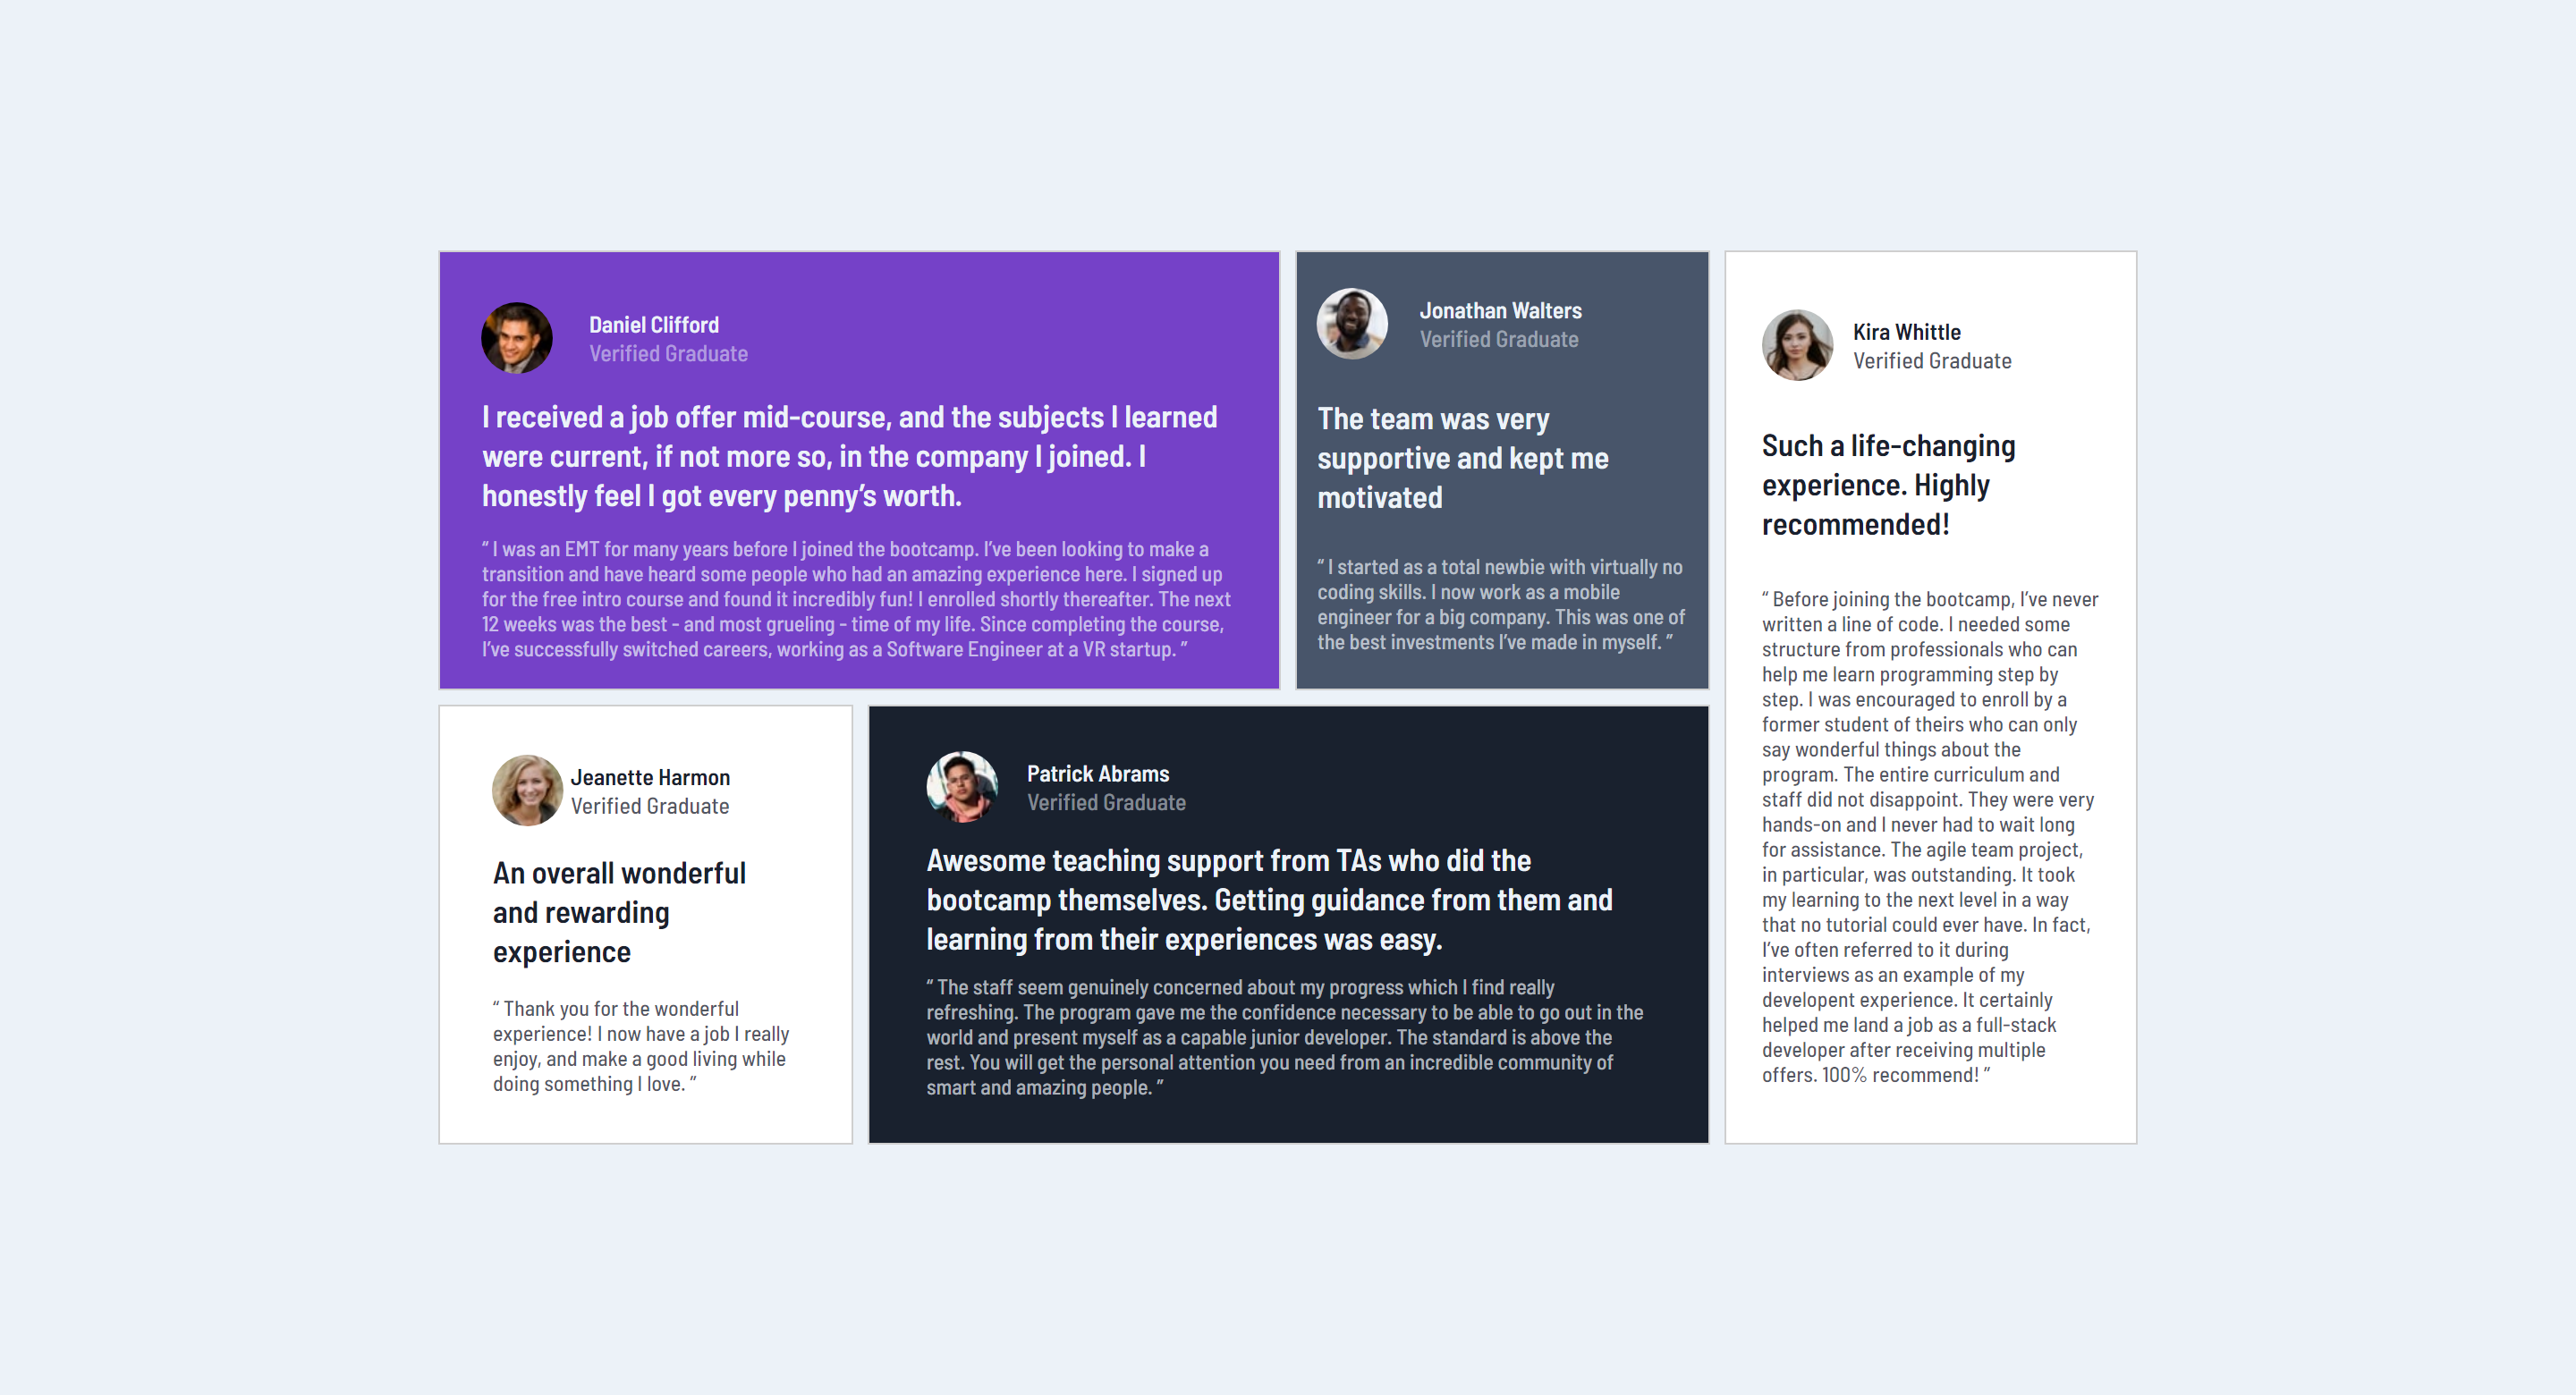 Daniel Clifford
Verified Graduate
I received a job offer mid-course, and the subjects I learned
were current, if not more so, in the company I joined. I
honestly feel I got every penny’s worth.
“ I was an EMT for many years before I joined the bootcamp. I’ve been looking to make a
transition and have heard some people who had an amazing experience here. I signed up
for the free intro course and found it incredibly fun! I enrolled shortly thereafter. The next
12 weeks was the best - and most grueling - time of my life. Since completing the course,
I’ve successfully switched careers, working as a Software Engineer at a VR startup. ”
Jonathan Walters
Verified Graduate
The team was very
supportive and kept me
motivated
“ I started as a total newbie with virtually no
coding skills. I now work as a mobile
engineer for a big company. This was one of
the best investments I’ve made in myself. ”
Kira Whittle
Verified Graduate
Such a life-changing
experience. Highly
recommended!
“ Before joining the bootcamp, I’ve never
written a line of code. I needed some
structure from professionals who can
help me learn programming step by
step. I was encouraged to enroll by a
former student of theirs who can only
say wonderful things about the
program. The entire curriculum and
staff did not disappoint. They were very
hands-on and I never had to wait long
for assistance. The agile team project,
in particular, was outstanding. It took
my learning to the next level in a way
that no tutorial could ever have. In fact,
I’ve often referred to it during
interviews as an example of my
developent experience. It certainly
helped me land a job as a full-stack
developer after receiving multiple
offers. 100% recommend! ”
Jeanette Harmon
Verified Graduate
An overall wonderful
and rewarding
experience
“ Thank you for the wonderful
experience! I now have a job I really
enjoy, and make a good living while
doing something I love. ”
Patrick Abrams
Verified Graduate
Awesome teaching support from TAs who did the
bootcamp themselves. Getting guidance from them and
learning from their experiences was easy.
“ The staff seem genuinely concerned about my progress which I find really
refreshing. The program gave me the confidence necessary to be able to go out in the
world and present myself as a capable junior developer. The standard is above the
rest. You will get the personal attention you need from an incredible community of
smart and amazing people. ”